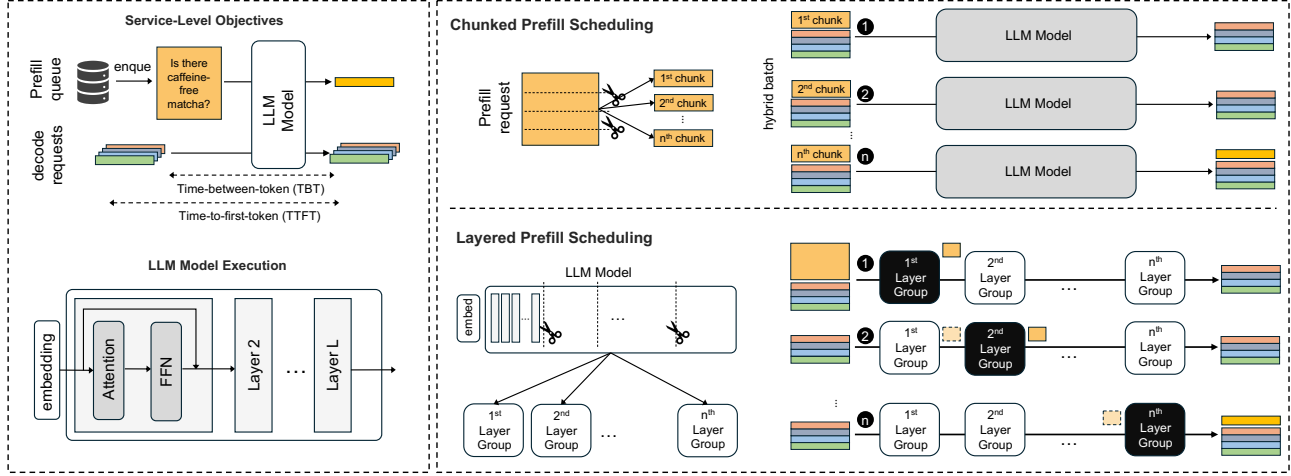 Service-Level Objectives
Prefill
queue
enque
Is there
caffeine-
free
matcha?
LLM
Model
decode
requests
Time-between-token (TBT)
Time-to-first-token (TTFT)
LLM Model Execution
embedding
Attention
FFN
Layer 2
...
Layer L
Chunked Prefill Scheduling
Prefill
request
1st chunk
2nd chunk
...
nth chunk
hybrid batch
1st chunk
1
LLM Model
2nd chunk
2
LLM Model
...
nth chunk
n
LLM Model
Layered Prefill Scheduling
LLM Model
embed
...
...
1st
Layer
Group
2nd
Layer
Group
...
nth
Layer
Group
1
1st
Layer
Group
2nd
Layer
Group
...
nth
Layer
Group
2
1st
Layer
Group
2nd
Layer
Group
...
nth
Layer
Group
...
n
1st
Layer
Group
2nd
Layer
Group
...
nth
Layer
Group